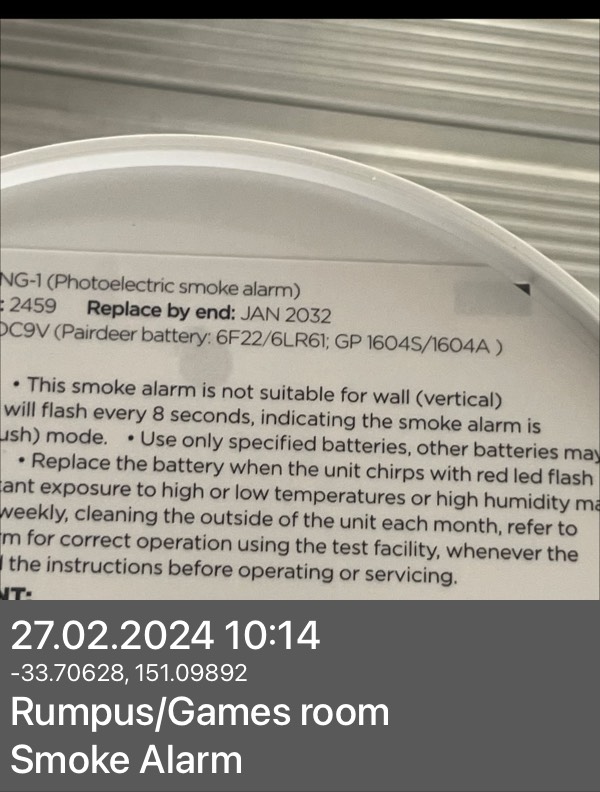 NG-1 (Photoelectric smoke alarm)
: 2459 Replace by end: JAN 2032
DC9V (Pairdeer battery: 6F22/6LR61; GP 1604S/1604A )
• This smoke alarm is not suitable for wall (vertical)
will flash every 8 seconds, indicating the smoke alarm is
ush) mode. • Use only specified batteries, other batteries may
• Replace the battery when the unit chirps with red led flash
tant exposure to high or low temperatures or high humidity ma
weekly, cleaning the outside of the unit each month, refer to
rm for correct operation using the test facility, whenever the
the instructions before operating or servicing.
NT:
27.02.2024 10:14
-33.70628, 151.09892
Rumpus/Games room
Smoke Alarm